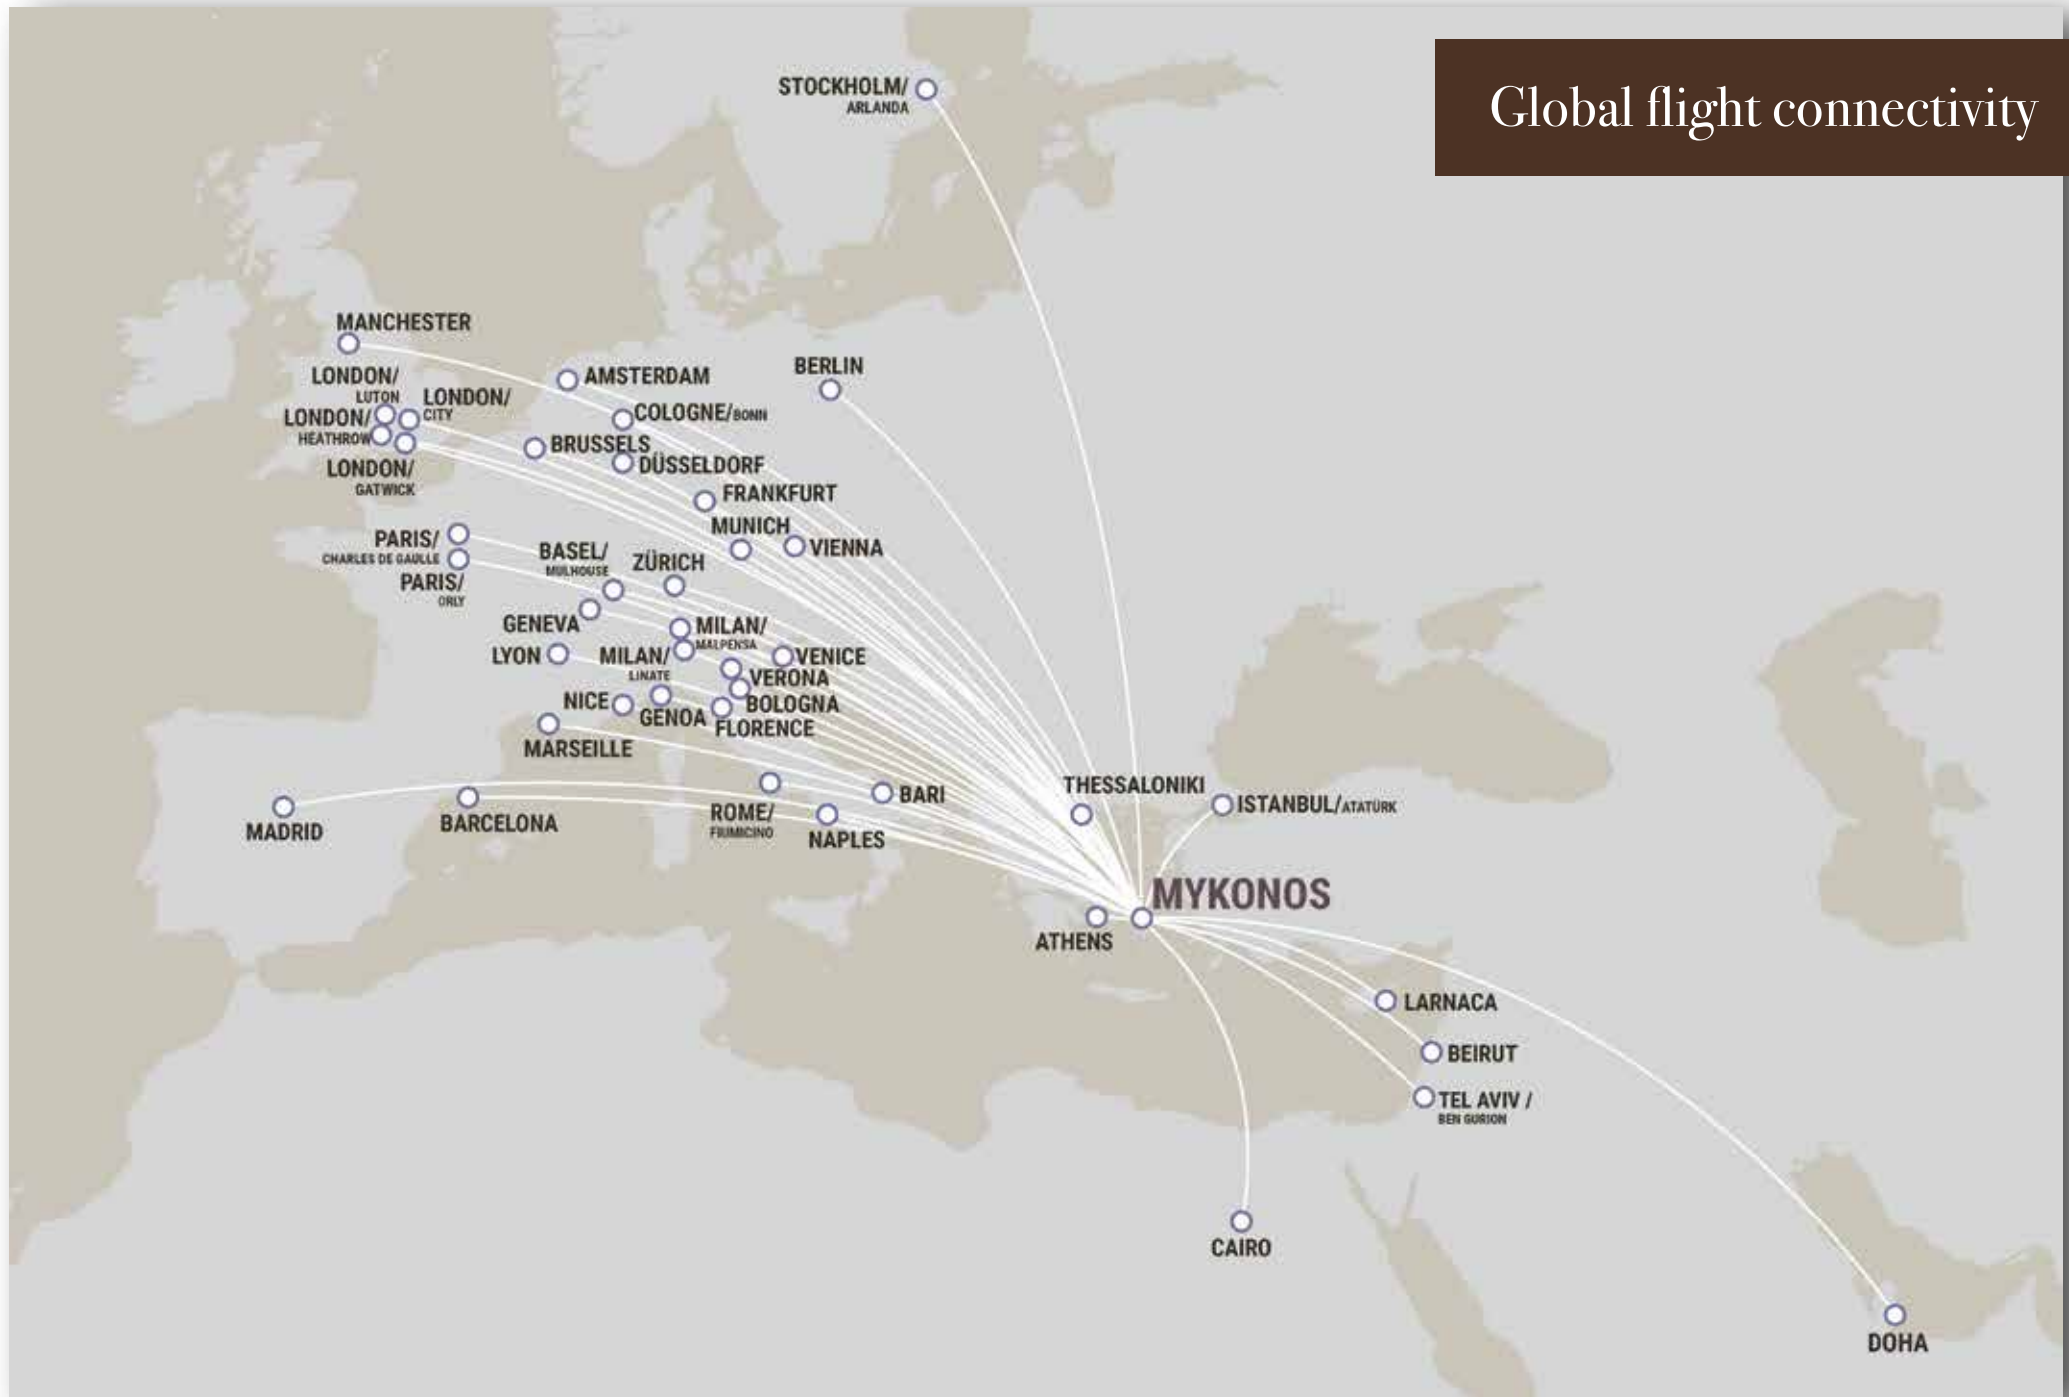 Global flight connectivity
STOCKHOLM/
ARLANDA
MANCHESTER
LONDON/
LUTON
LONDON/
CITY
LONDON/
HEATHROW
LONDON/
GATWICK
AMSTERDAM
BERLIN
COLOGNE/BONN
BRUSSELS
DÜSSELDORF
FRANKFURT
MUNICH
VIENNA
PARIS/
CHARLES DE GAULLE
PARIS/
ORLY
BASEL/
MULHOUSE
ZÜRICH
GENEVA
MILAN/
MALPENSA
LYON
MILAN/
LINATE
VENICE
VERONA
NICE
GENOA
BOLOGNA
FLORENCE
MARSEILLE
MADRID
BARCELONA
ROME/
FIUMICINO
NAPLES
BARI
THESSALONIKI
ISTANBUL/ATATÜRK
MYKONOS
ATHENS
LARNACA
BEIRUT
TEL AVIV /
BEN GURION
CAIRO
DOHA